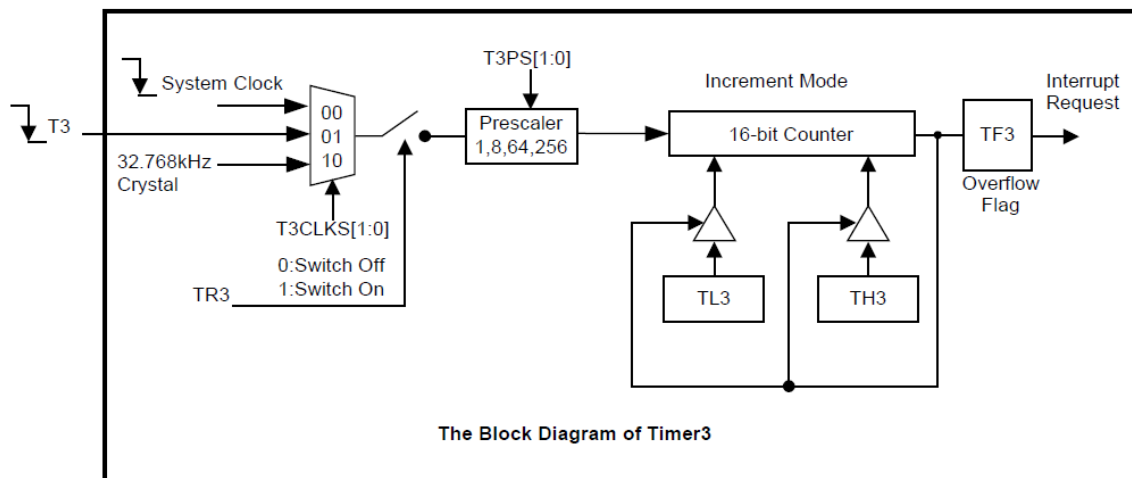 T3PS[1:0]
Increment Mode
Interrupt
Request
System Clock
00
01
10
T3
Prescaler
1,8,64,256
16-bit Counter
TF3
32.768kHz
Crystal
Overflow
Flag
T3CLKS[1:0]
0:Switch Off
1:Switch On
TR3
TL3
TH3
The Block Diagram of Timer3